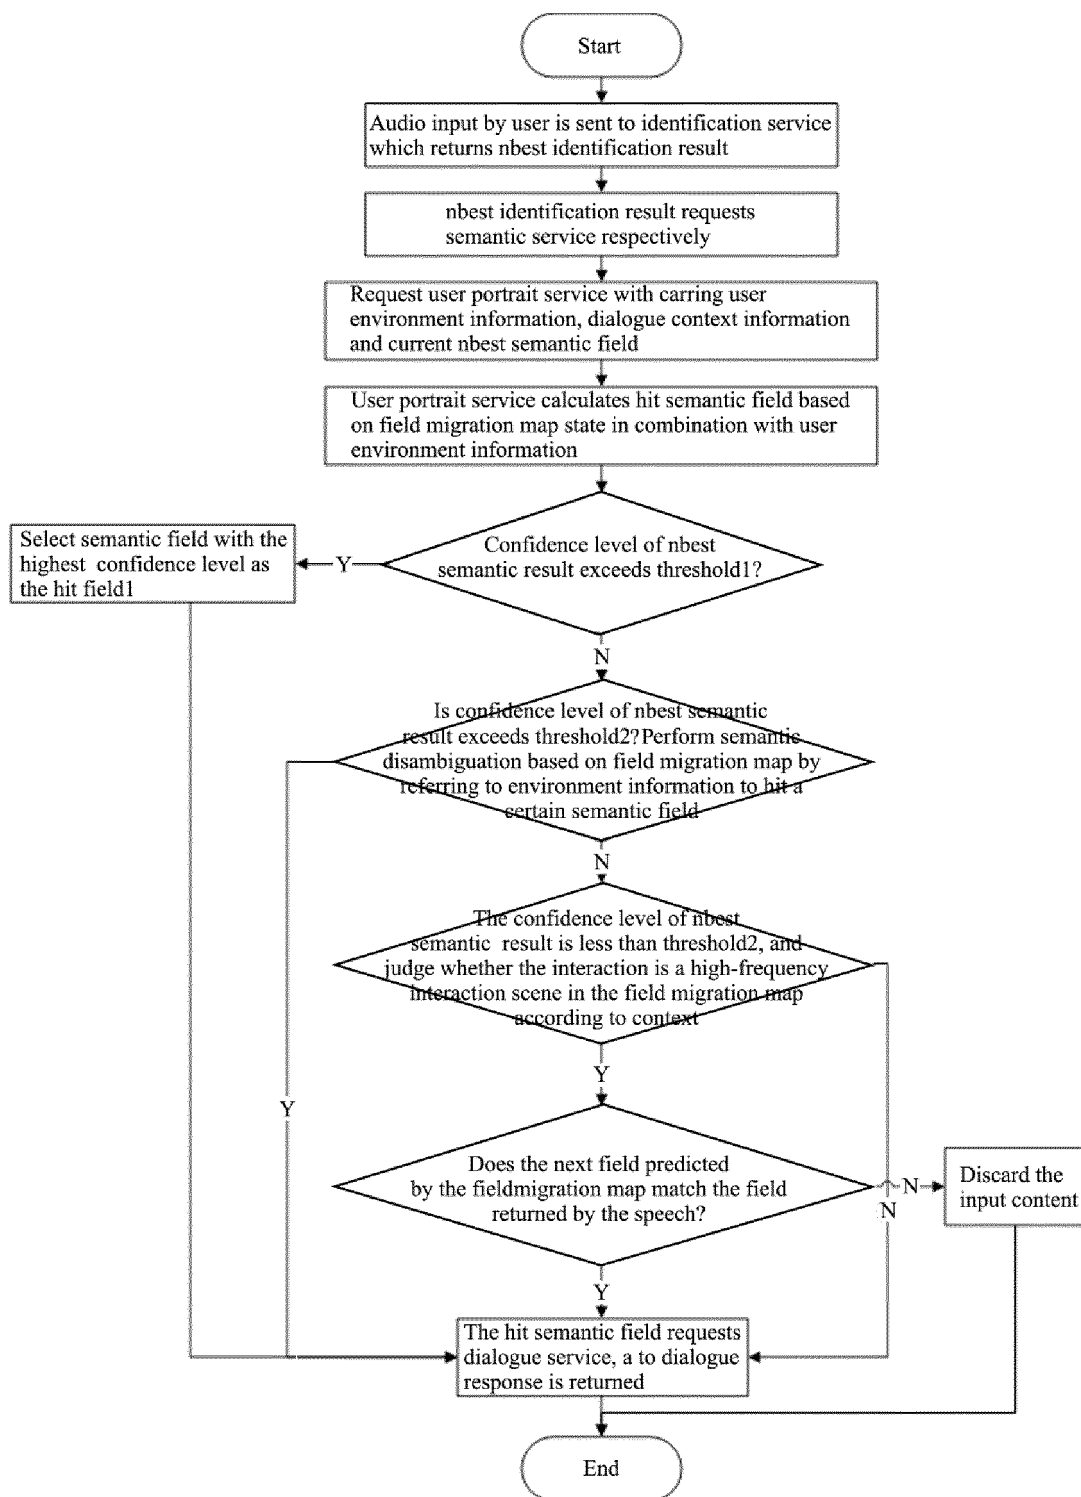 Start
Audio input by user is sent to identification service
which returns nbest identification result
nbest identification result requests
semantic service respectively
Request user portrait service with carring user
environment information, dialogue context information
and current nbest semantic field
User portrait service calculates hit semantic field based
on field migration map state in combination with user
environment information
Confidence level of nbest
semantic result exceeds threshold1?
Y
Select semantic field with the
highest confidence level as
the hit field1
N
Is confidence level of nbest semantic
result exceeds threshold2?Perform semantic
disambiguation based on field migration map by
referring to environment information to hit a
certain semantic field
N
The confidence level of nbest
semantic result is less than threshold2, and
judge whether the interaction is a high-frequency
interaction scene in the field migration map
according to context
Y
Y
Does the next field predicted
by the fieldmigration map match the field
returned by the speech?
N
N
Discard the
input content
Y
The hit semantic field requests
dialogue service, a to dialogue
response is returned
End